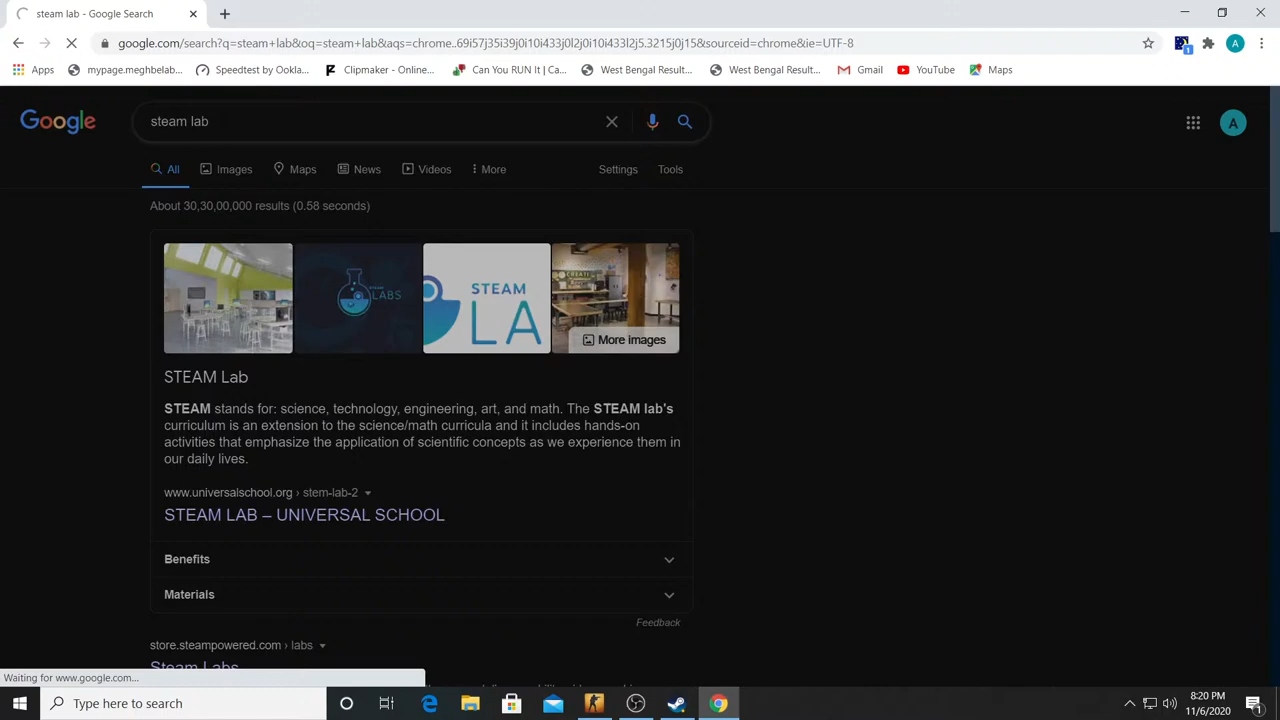 steam lab - Google Search
google.com/search?q=steam+lab&oq=steam+lab&aqs=chrome..69i57j35i39j0i10i433j0l2j0i10i433l2j5.3215j0j15&sourceid=chrome&ie=UTF-8
Apps mypage.meghbelab... Speedtest by Ookla... Clipmaker - Online... Can You RUN It | Ca... West Bengal Result... West Bengal Result... Gmail YouTube Maps
1
A
Google
steam lab
A
All Images Maps News Videos More Settings Tools
About 30,30,00,000 results (0.58 seconds)
STEAM LABS
STEAM
LA
CREATE
More images
STEAM Lab
STEAM stands for: science, technology, engineering, art, and math. The STEAM lab's
curriculum is an extension to the science/math curricula and it includes hands-on
activities that emphasize the application of scientific concepts as we experience them in
our daily lives.
www.universalschool.org › stem-lab-2
STEAM LAB – UNIVERSAL SCHOOL
Benefits
Materials
Feedback
store.steampowered.com › labs
Steam Labs
Waiting for www.google.com...
Type here to search
8:20 PM
11/6/2020
1